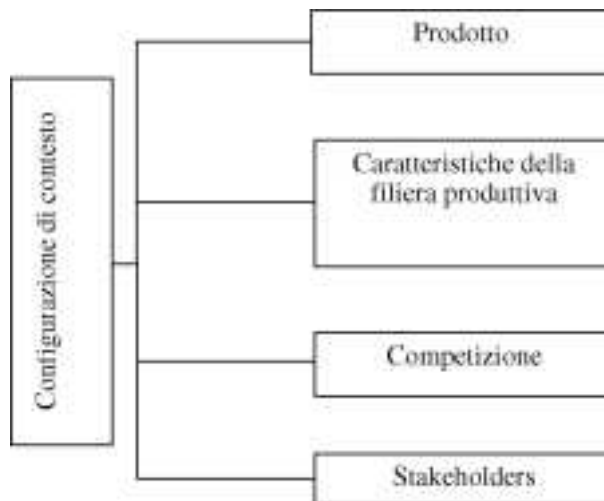 Configurazione di contesto
Prodotto
Caratteristiche della
filiera produttiva
Competizione
Stakeholders